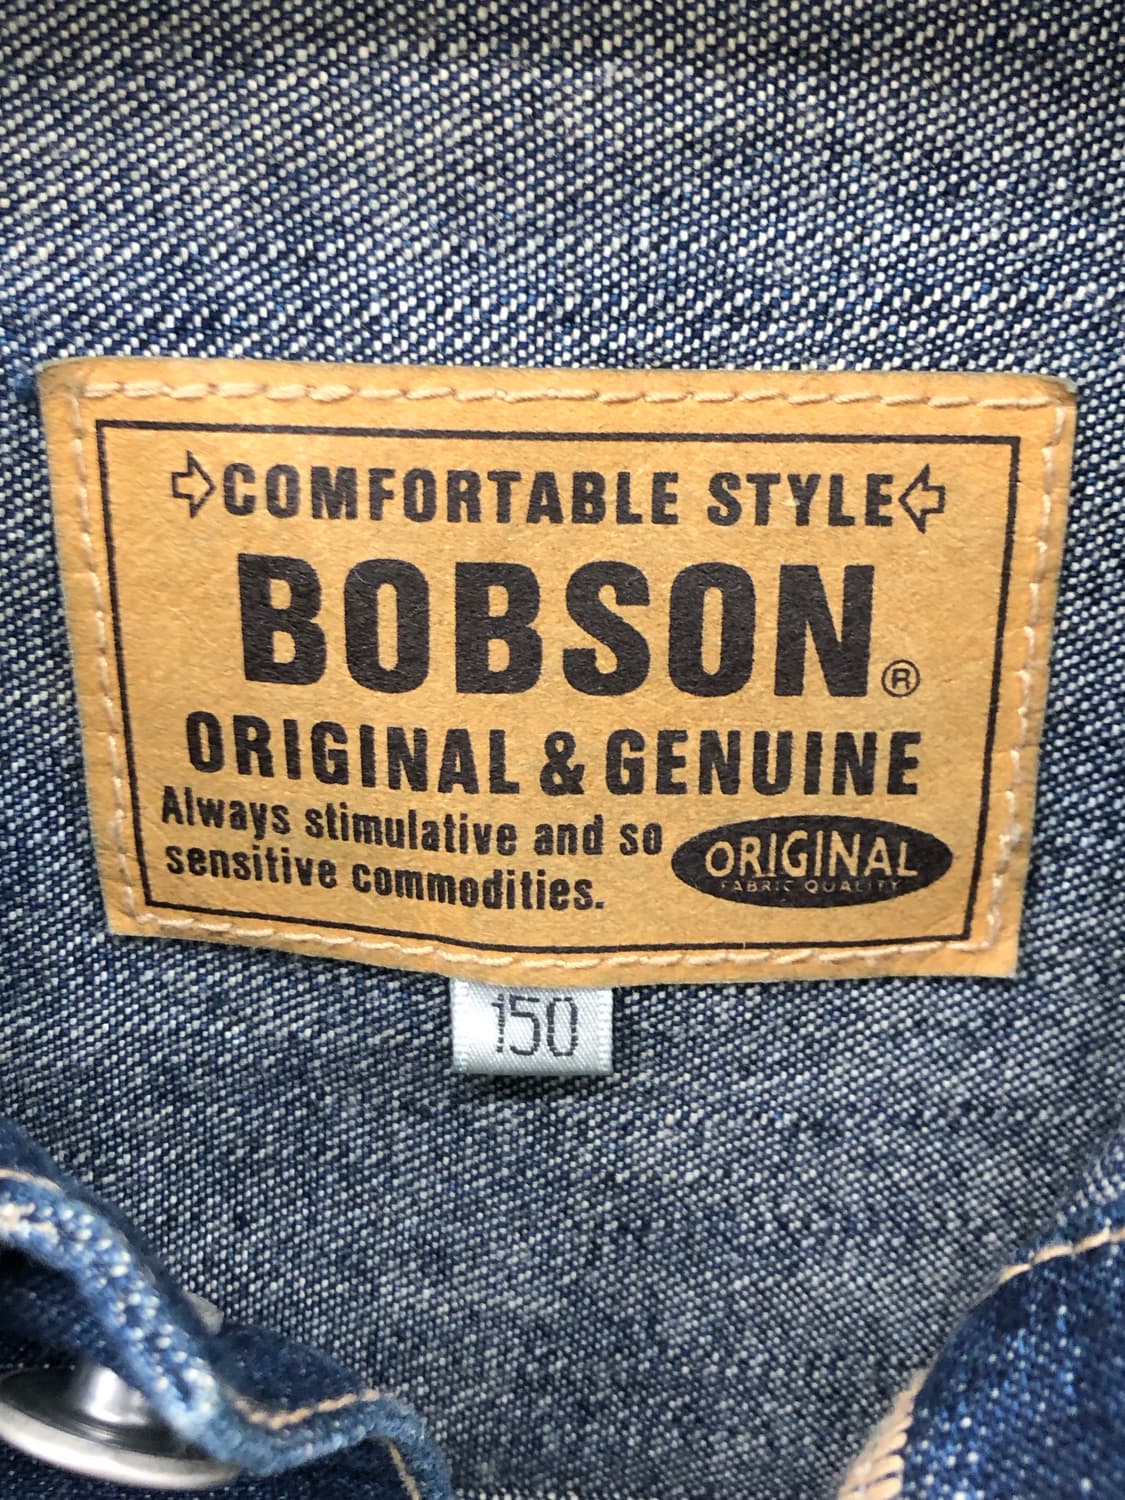 COMFORTABLE STYLE
BOBSON®
ORIGINAL & GENUINE
Always stimulative and so
sensitive commodities.
ORIGINAL
FABRIC QUALITY
150